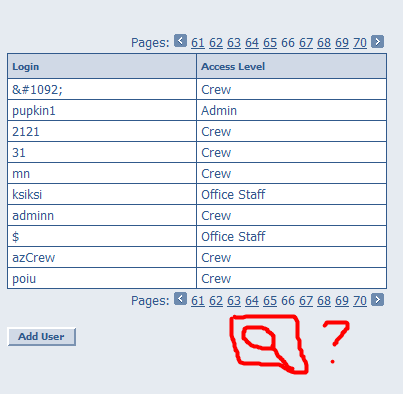 Pages: 61 62 63 64 65 66 67 68 69 70
Login Access Level
&#1092; Crew
pupkin1 Admin
2121 Crew
31 Crew
mn Crew
ksiksi Office Staff
adminn Crew
$ Office Staff
azCrew Crew
poiu Crew
Pages: 61 62 63 64 65 66 67 68 69 70
?
Add User